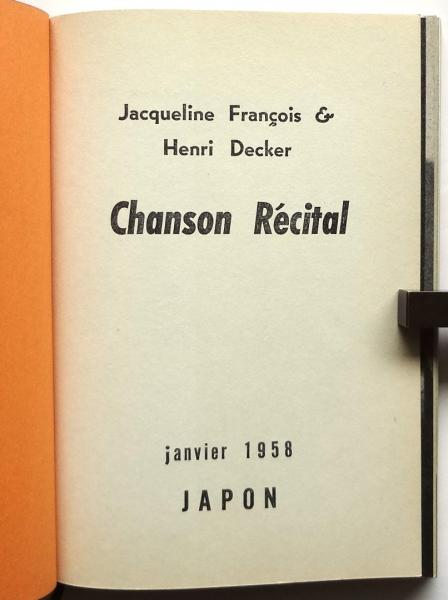 Jacqueline François &
Henri Decker
Chanson Récital
janvier 1958
JAPON